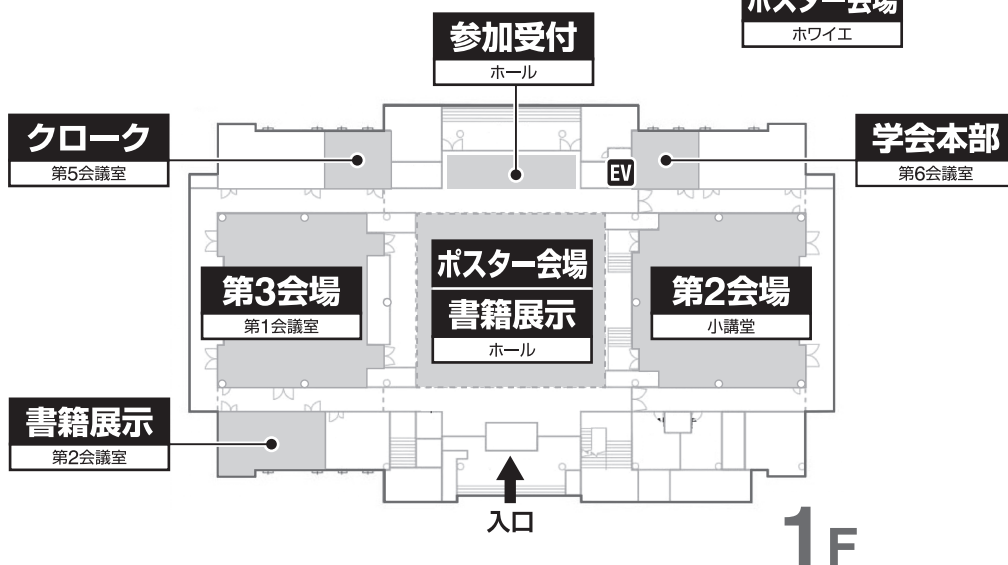 ポスター会場
ホワイエ
参加受付
ホール
クローク
第5会議室
学会本部
第6会議室
EV
ポスター会場
書籍展示
ホール
第3会場
第1会議室
第2会場
小講堂
書籍展示
第2会議室
入口
1F